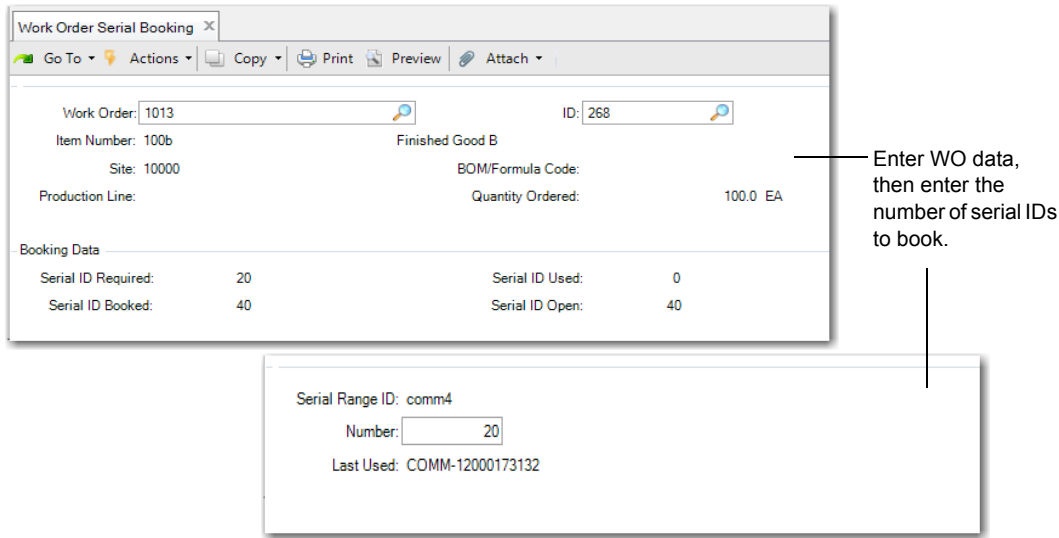 Work Order Serial Booking
Go To Actions Copy Print Preview Attach
Work Order: 1013 ID: 268
Item Number: 100b Finished Good B
Site: 10000 BOM/Formula Code:
Production Line: Quantity Ordered: 100.0 EA
Booking Data
Serial ID Required: 20 Serial ID Used: 0
Serial ID Booked: 40 Serial ID Open: 40
Enter WO data,
then enter the
number of serial IDs
to book.
Serial Range ID: comm4
Number: 20
Last Used: COMM-12000173132